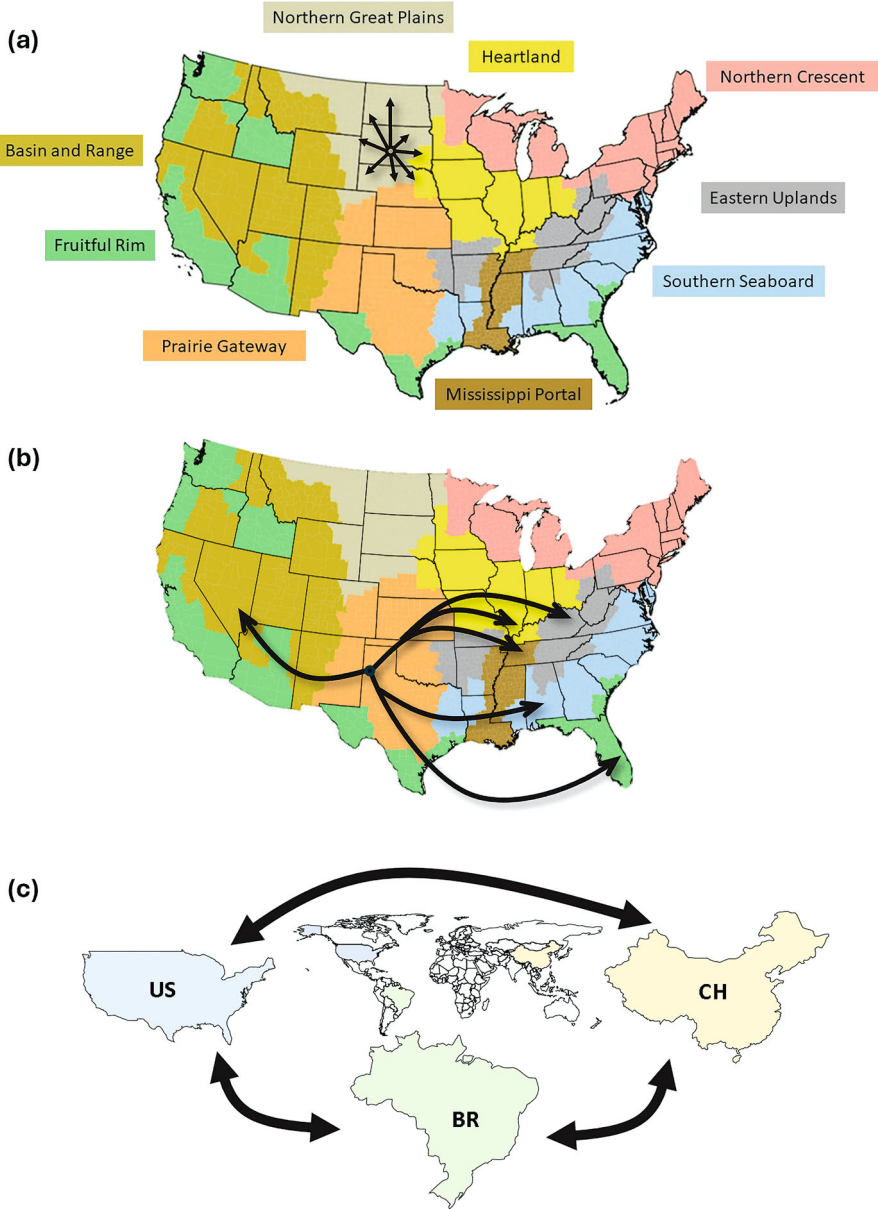 Northern Great Plains
(a)
Heartland
Northern Crescent
Basin and Range
Eastern Uplands
Fruitful Rim
Southern Seaboard
Prairie Gateway
Mississippi Portal
(b)
(c)
US
CH
BR